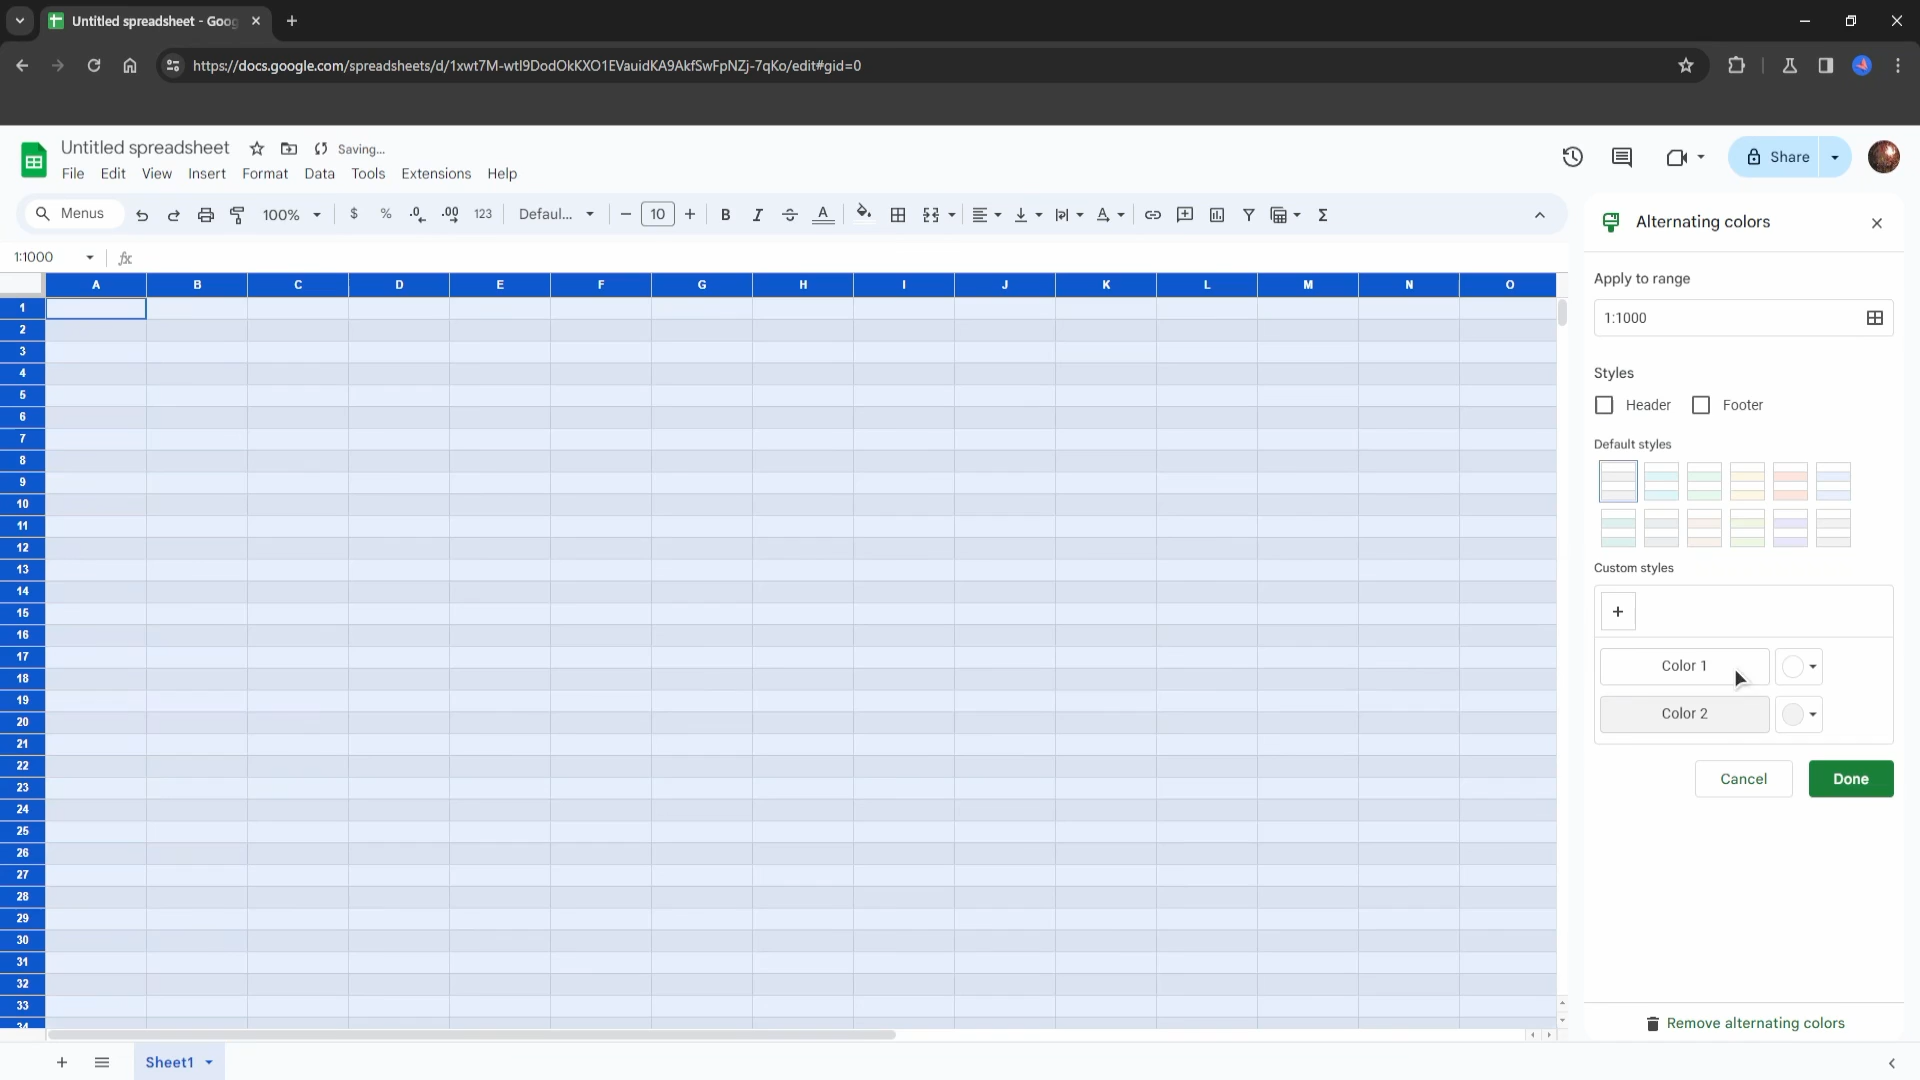 Untitled spreadsheet - Goog
https://docs.google.com/spreadsheets/d/1xwt7M-wtI9DodOkKXO1EVauidKA9AkfSwFpNZj-7qKo/edit#gid=0
Untitled spreadsheet Saving...
File Edit View Insert Format Data Tools Extensions Help
Share
Menus 100% $ % .0 .00 123 Defaul... − 10 + B I S A Σ
Alternating colors
1:1000 fx
Apply to range
A B C D E F G H I J K L M N O
1:1000
1
2
3
4
5
6
7
8
9
10
11
12
13
14
15
16
17
18
19
20
21
22
23
24
25
26
27
28
29
30
31
32
33
34
Styles
Header Footer
Default styles
Custom styles
+
Color 1
Color 2
Cancel Done
Remove alternating colors
+ Sheet1